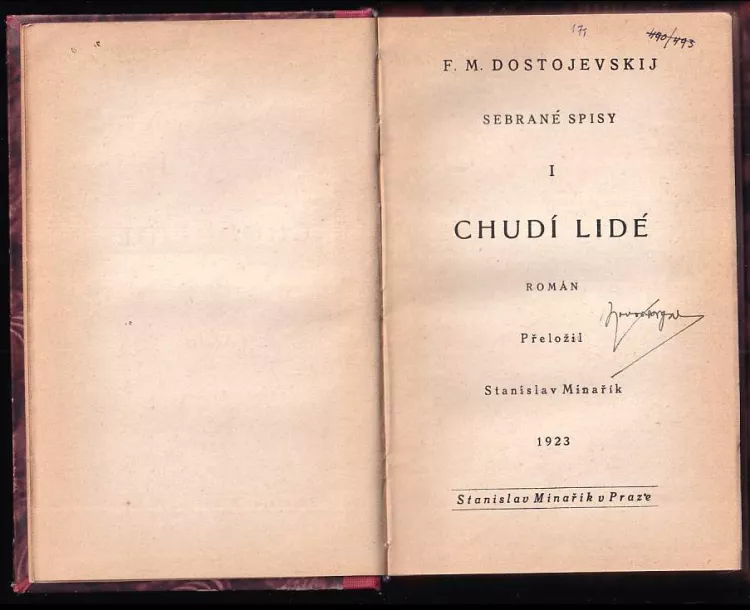 171
490/493
F. M. DOSTOJEVSKIJ
SEBRANÉ SPISY
I
CHUDÍ LIDÉ
ROMÁN
Přeložil
Stanislav Minařík
1923
Stanislav Minařík v Praze